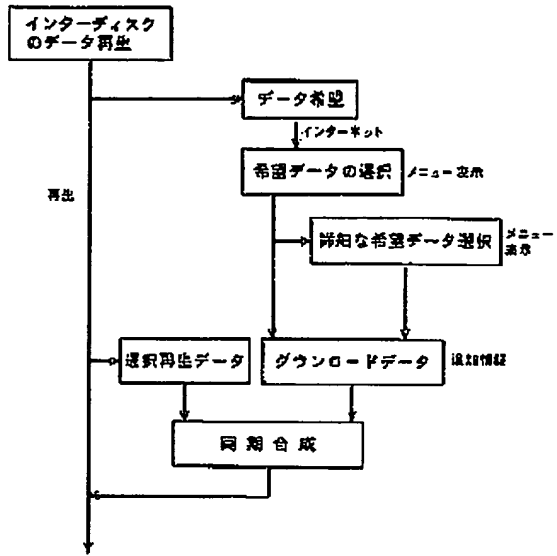 インターディスク
のデータ再生
データ希望
インターネット
希望データの選択
メニュー表示
再生
詳細な希望データ選択
メニュー
表示
選択再生データ
ダウンロードデータ
追加情報
同期合成